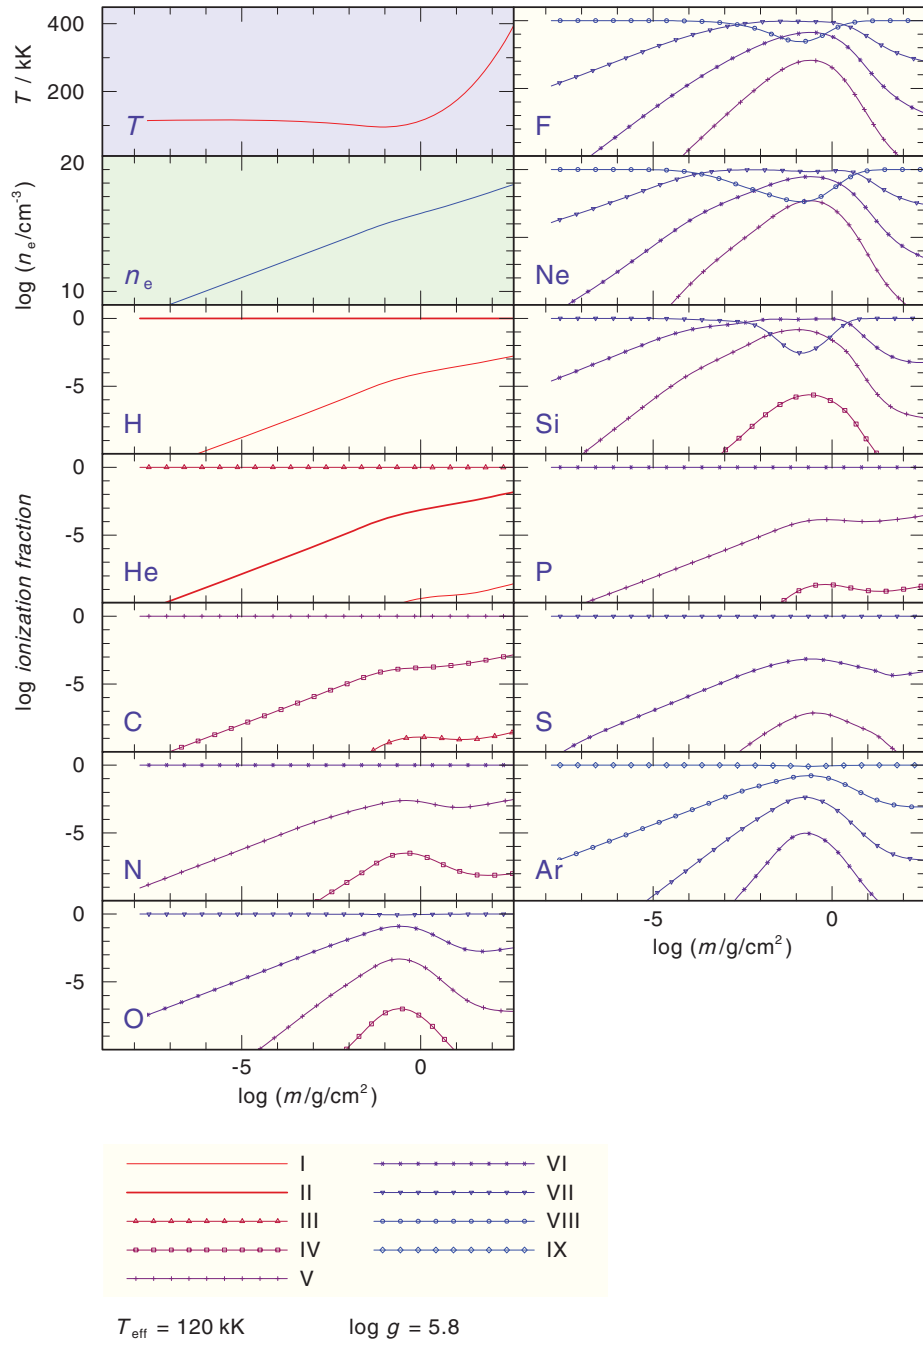 400
200
T / kK
T
F
20
10
log (nₑ/cm⁻³)
nₑ
Ne
0
-5
H
Si
0
-5
He
P
log ionization fraction
0
-5
C
S
0
-5
N
Ar
-5 0
log (m/g/cm²)
0
-5
O
-5 0
log (m/g/cm²)
I
II
III
IV
V
VI
VII
VIII
IX
T_eff = 120 kK
log g = 5.8